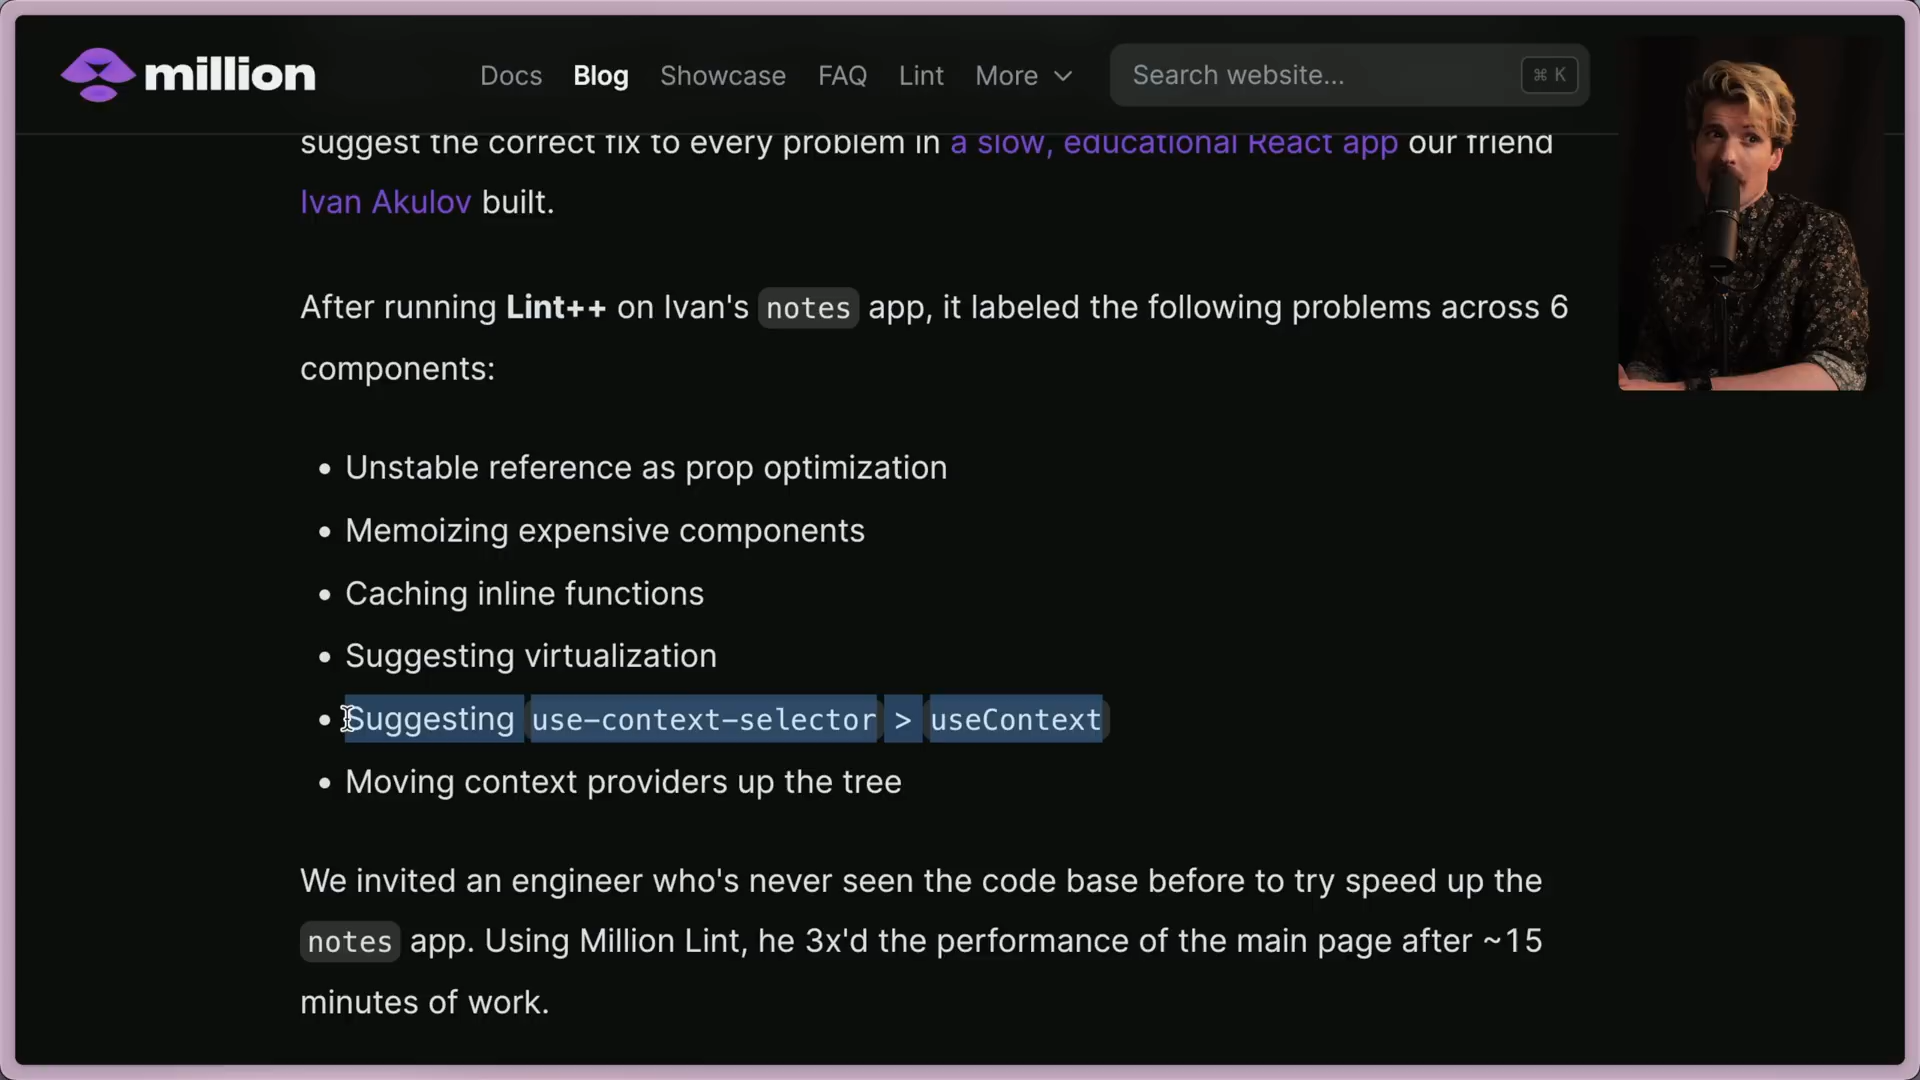 million
Docs
Blog
Showcase
FAQ
Lint
More
Search website...
⌘ K
suggest the correct fix to every problem in a slow, educational React app our friend
Ivan Akulov built.
After running Lint++ on Ivan's notes app, it labeled the following problems across 6
components:
• Unstable reference as prop optimization
• Memoizing expensive components
• Caching inline functions
• Suggesting virtualization
• Suggesting use-context-selector > useContext
• Moving context providers up the tree
We invited an engineer who's never seen the code base before to try speed up the
notes app. Using Million Lint, he 3x'd the performance of the main page after ~15
minutes of work.